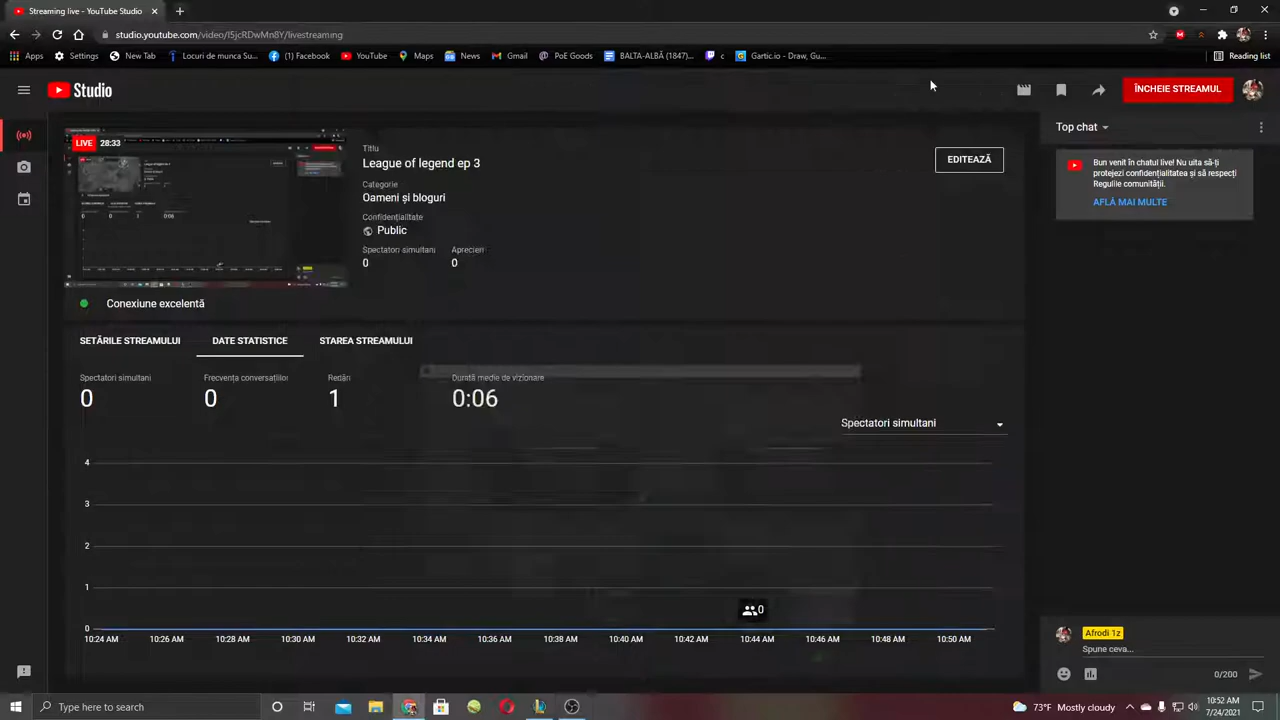 Streaming live - YouTube Studio
studio.youtube.com/video/I5jcRDwMn8Y/livestreaming
Apps
Settings
New Tab
Locuri de munca Su...
(1) Facebook
YouTube
Maps
News
Gmail
PoE Goods
BALTA-ALBĂ (1847)...
c
Gartic.io - Draw, Gu...
Reading list
Studio
ÎNCHEIE STREAMUL
LIVE 28:33
Titlu
League of legend ep 3
Categorie
Oameni și bloguri
Confidențialitate
Public
Spectatori simultani Aprecieri
0 0
EDITEAZĂ
Top chat
Bun venit în chatul live! Nu uita să-ți
protejezi confidențialitatea și să respecți
Regulile comunității.
AFLĂ MAI MULTE
Conexiune excelentă
SETĂRILE STREAMULUI DATE STATISTICE STAREA STREAMULUI
Spectatori simultani Frecvența conversațiilor Redări Durată medie de vizionare
0 0 1 0:06
Spectatori simultani
4
3
2
1
0
0
10:24 AM 10:26 AM 10:28 AM 10:30 AM 10:32 AM 10:34 AM 10:36 AM 10:38 AM 10:40 AM 10:42 AM 10:44 AM 10:46 AM 10:48 AM 10:50 AM
Afrodi 1z
Spune ceva...
0/200
Type here to search
73°F Mostly cloudy
10:52 AM
7/24/2021